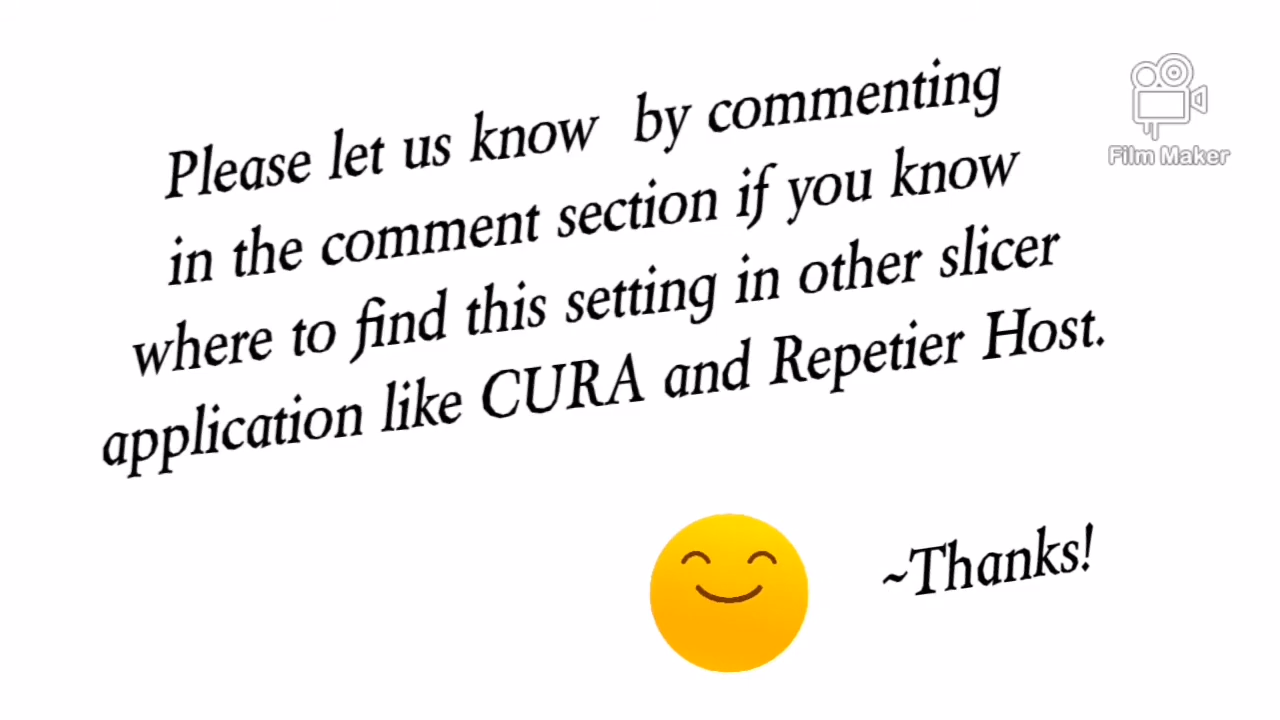 Please let us know by commenting
in the comment section if you know
where to find this setting in other slicer
application like CURA and Repetier Host.
~Thanks!
Film Maker